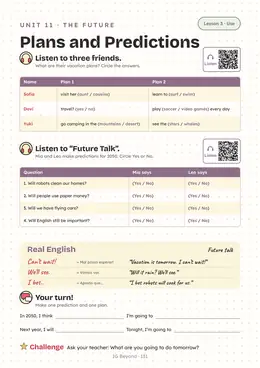 UNIT 11 · THE FUTURE
Lesson 3 · Use
Plans and Predictions
Listen to three friends.
What are their vacation plans? Circle the answers.
Listen
Name Plan 1 Plan 2
Sofia visit her (aunt / cousins) learn to (surf / swim)
Davi travel? (yes / no) play (soccer / video games) every day
Yuki go camping in the (mountains / desert) see the (stars / whales)
Listen to "Future Talk".
Mia and Leo make predictions for 2050. Circle Yes or No.
Listen
Question Mia says Leo says
1. Will robots clean our homes? (Yes / No) (Yes / No)
2. Will people use paper money? (Yes / No) (Yes / No)
3. Will we have flying cars? (Yes / No) (Yes / No)
4. Will English still be important? (Yes / No) (Yes / No)
Real English
Future talk
Can't wait! "Vacation is tomorrow. I can't wait!"
We'll see. "Will it rain? We'll see."
I bet... "I bet robots will cook for us."
Your turn!
Make one prediction and one plan.
In 2050, I think I'm going to
Next year, I will Tonight, I'm going to
Challenge Ask your teacher: What are you going to do tomorrow?